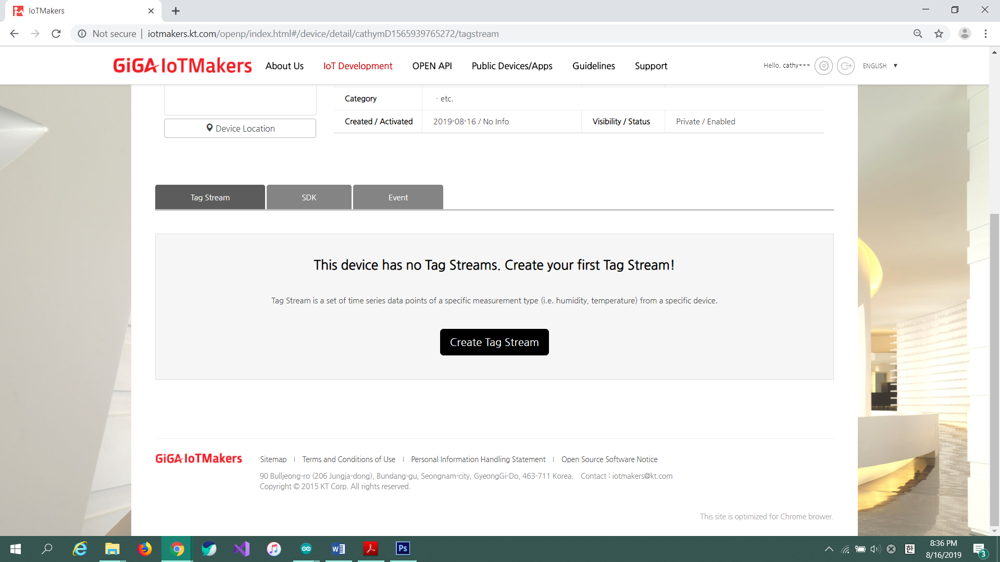 IoTMakers
Not secure | iotmakers.kt.com/openp/index.html#/device/detail/cathymD1565939765272/tagstream
GiGA IoTMakers About Us IoT Development OPEN API Public Devices/Apps Guidelines Support Hello, cathy*** ENGLISH ▼
Category · etc.
Device Location
Created / Activated 2019-08-16 / No Info Visibility / Status Private / Enabled
Tag Stream SDK Event
This device has no Tag Streams. Create your first Tag Stream!
Tag Stream is a set of time series data points of a specific measurement type (i.e. humidity, temperature) from a specific device.
Create Tag Stream
GiGA IoTMakers Sitemap | Terms and Conditions of Use | Personal Information Handling Statement | Open Source Software Notice
90 Bulljeong-ro (206 Jungja-dong), Bundang-gu, Seongnam-city, GyeongGi-Do, 463-711 Korea. Contact : iotmakers@kt.com
Copyright © 2015 KT Corp. All rights reserved.
This site is optimized for Chrome brower.
Ps
한
8:36 PM
8/16/2019
3